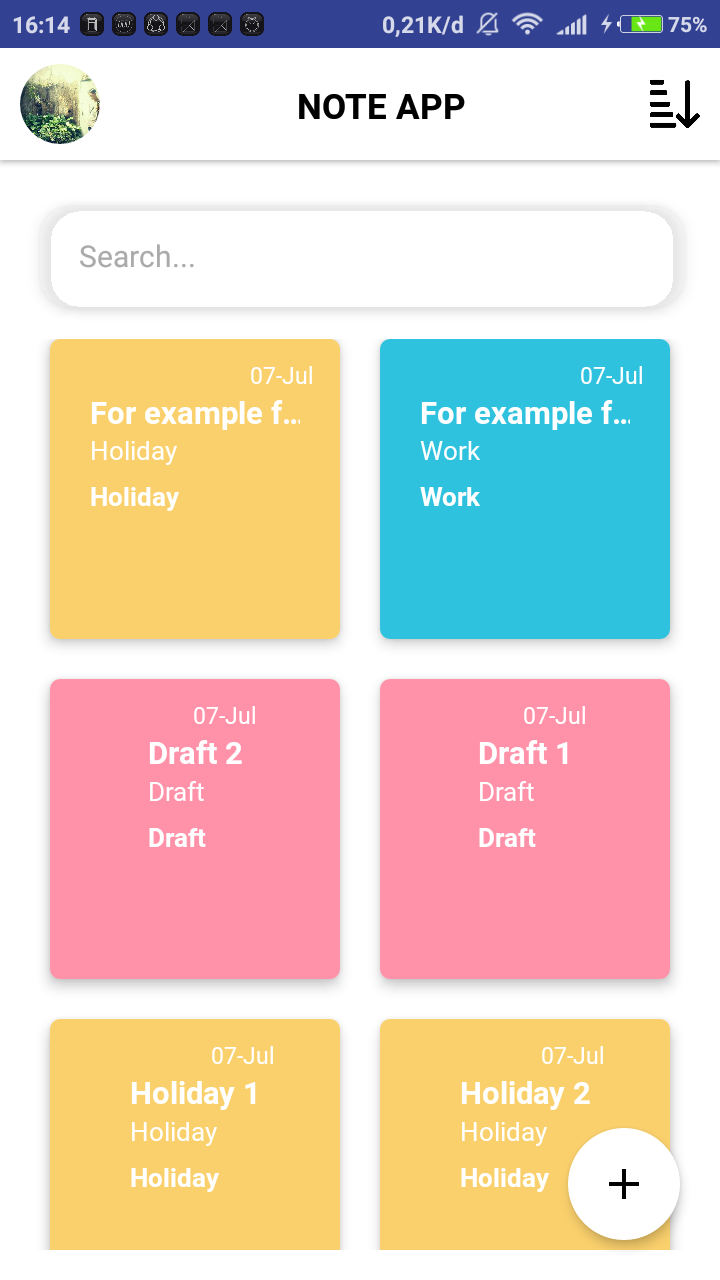 16:14 0,21K/d 75%
NOTE APP
Search...
07-Jul
For example f...
Holiday
Holiday
07-Jul
For example f...
Work
Work
07-Jul
Draft 2
Draft
Draft
07-Jul
Draft 1
Draft
Draft
07-Jul
Holiday 1
Holiday
Holiday
07-Jul
Holiday 2
Holiday
Holiday